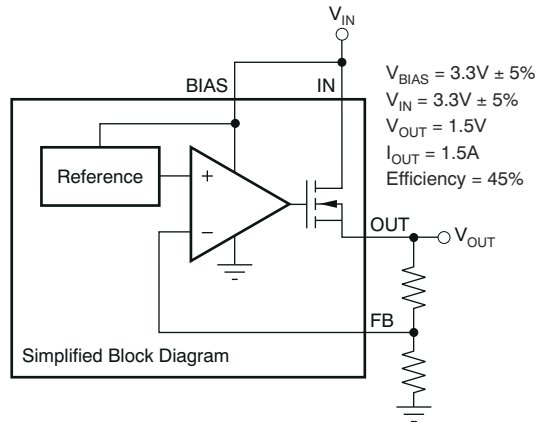 V_IN
BIAS
IN
V_BIAS = 3.3V ± 5%
V_IN = 3.3V ± 5%
V_OUT = 1.5V
I_OUT = 1.5A
Efficiency = 45%
Reference
+
−
OUT
V_OUT
FB
Simplified Block Diagram